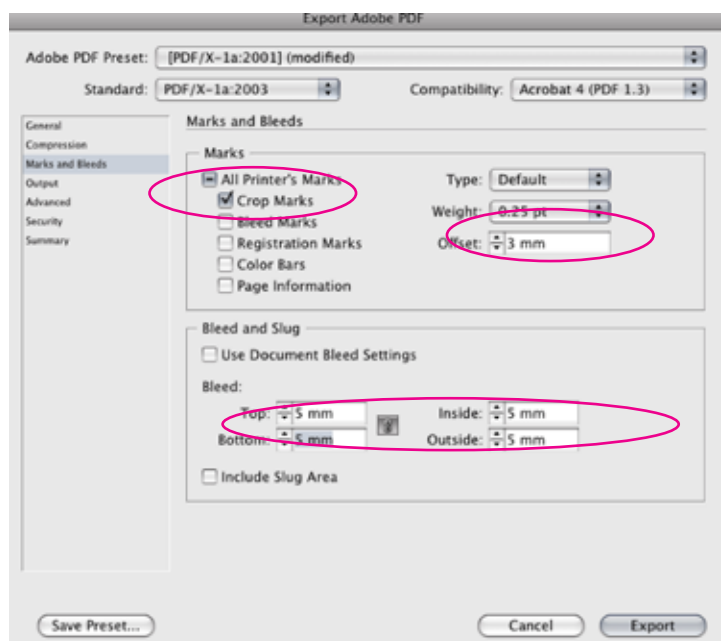 Export Adobe PDF
Adobe PDF Preset: [PDF/X-1a:2001] (modified)
Standard: PDF/X-1a:2003 Compatibility: Acrobat 4 (PDF 1.3)
General
Compression
Marks and Bleeds
Output
Advanced
Security
Summary
Marks and Bleeds
Marks
All Printer's Marks Type: Default
Crop Marks Weight: 0.25 pt
Bleed Marks Offset: 3 mm
Registration Marks
Color Bars
Page Information
Bleed and Slug
Use Document Bleed Settings
Bleed:
Top: 5 mm Inside: 5 mm
Bottom: 5 mm Outside: 5 mm
Include Slug Area
Save Preset... Cancel Export